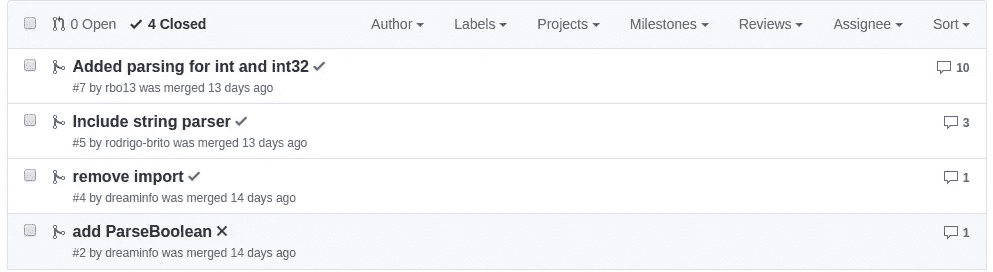 0 Open 4 Closed Author Labels Projects Milestones Reviews Assignee Sort
Added parsing for int and int32 10
#7 by rbo13 was merged 13 days ago
Include string parser 3
#5 by rodrigo-brito was merged 13 days ago
remove import 1
#4 by dreaminfo was merged 14 days ago
add ParseBoolean 1
#2 by dreaminfo was merged 14 days ago